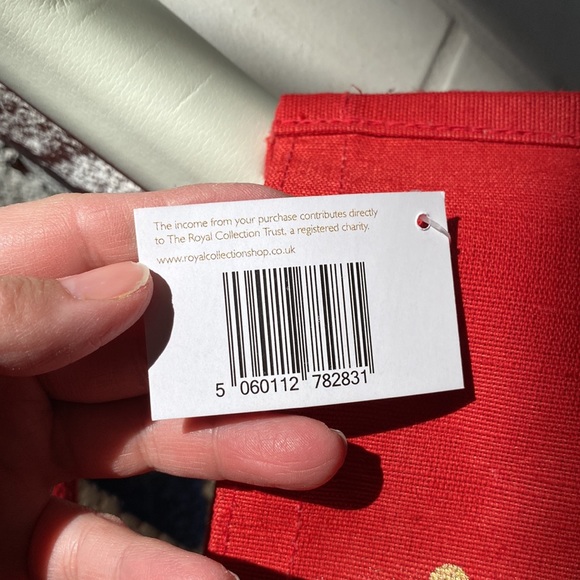 The income from your purchase contributes directly
to The Royal Collection Trust, a registered charity.
www.royalcollectionshop.co.uk
5 060112 782831